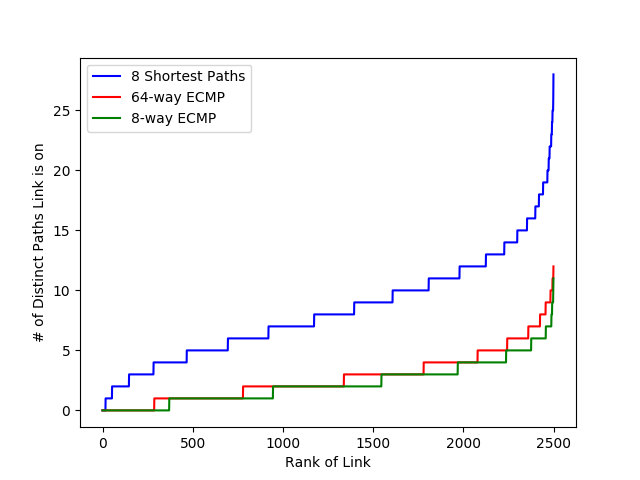 8 Shortest Paths
64-way ECMP
8-way ECMP
# of Distinct Paths Link is on
25
20
15
10
5
0
0 500 1000 1500 2000 2500
Rank of Link